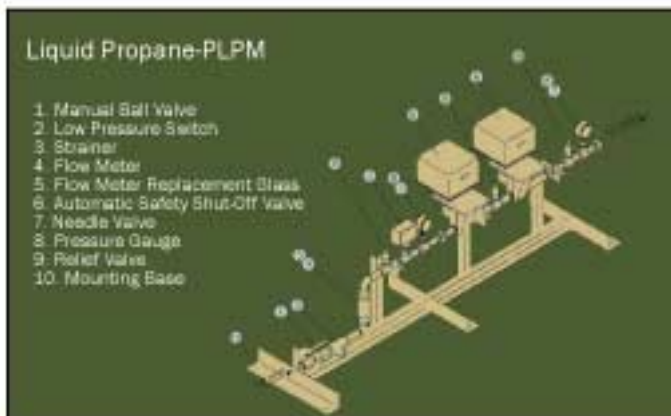 Liquid Propane-PLPM
1. Manual Ball Valve
2. Low Pressure Switch
3. Strainer
4. Flow Meter
5. Flow Meter Replacement Glass
6. Automatic Safety Shut-Off Valve
7. Needle Valve
8. Pressure Gauge
9. Relief Valve
10. Mounting Base